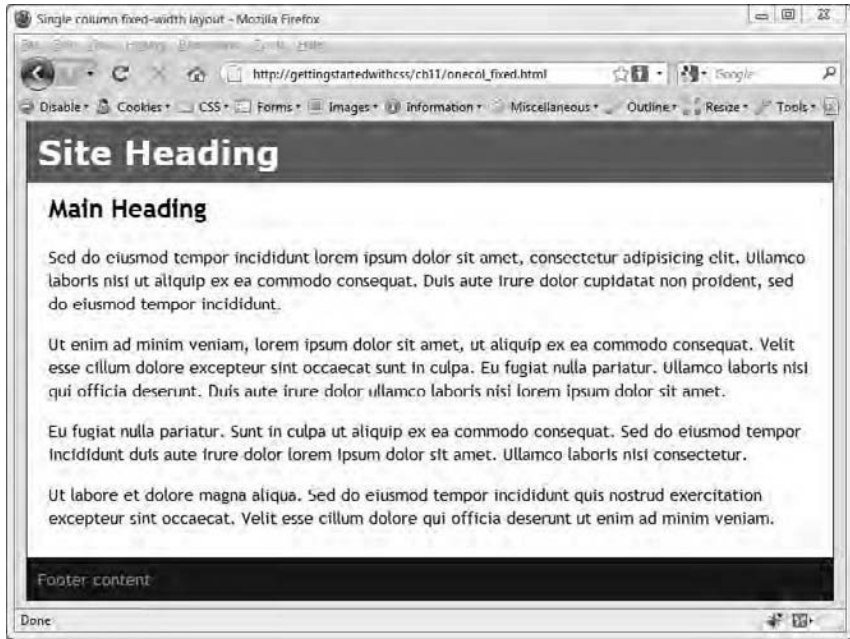 Single column fixed-width layout - Mozilla Firefox
File Edit View History Bookmarks Tools Help
http://gettingstartedwithcss/ch11/onecol_fixed.html
Google
Disable Cookies CSS Forms Images Information Miscellaneous Outline Resize Tools
Site Heading
Main Heading
Sed do eiusmod tempor incididunt lorem ipsum dolor sit amet, consectetur adipisicing elit. Ullamco
laboris nisi ut aliquip ex ea commodo consequat. Duis aute irure dolor cupidatat non proident, sed
do eiusmod tempor incididunt.
Ut enim ad minim veniam, lorem ipsum dolor sit amet, ut aliquip ex ea commodo consequat. Velit
esse cillum dolore excepteur sint occaecat sunt in culpa. Eu fugiat nulla pariatur. Ullamco laboris nisi
qui officia deserunt. Duis aute irure dolor ullamco laboris nisi lorem ipsum dolor sit amet.
Eu fugiat nulla pariatur. Sunt in culpa ut aliquip ex ea commodo consequat. Sed do eiusmod tempor
incididunt duis aute irure dolor lorem ipsum dolor sit amet. Ullamco laboris nisi consectetur.
Ut labore et dolore magna aliqua. Sed do eiusmod tempor incididunt quis nostrud exercitation
excepteur sint occaecat. Velit esse cillum dolore qui officia deserunt ut enim ad minim veniam.
Footer content
Done